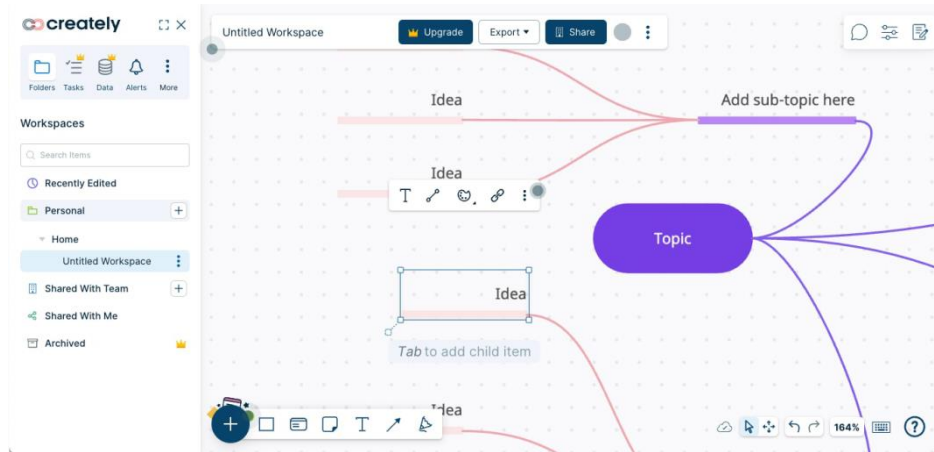 creately
Folders
Tasks
Data
Alerts
More
Workspaces
Search Items
Recently Edited
Personal
Home
Untitled Workspace
Shared With Team
Shared With Me
Archived
Untitled Workspace
Upgrade
Export
Share
Idea
Add sub-topic here
Idea
T
Topic
Idea
Tab to add child item
Idea
T
164%
?